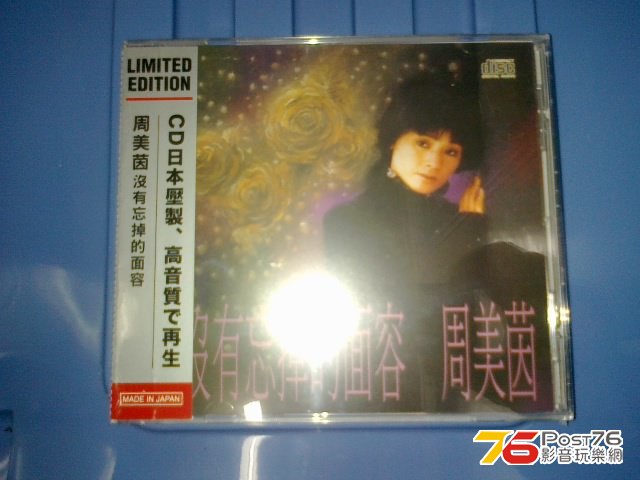 LIMITED
EDITION
CD日本壓製、高音質で再生
周美茵 沒有忘掉的面容
MADE IN JAPAN
disc
沒有忘掉的面容 周美茵
76 Post76
影音玩樂網